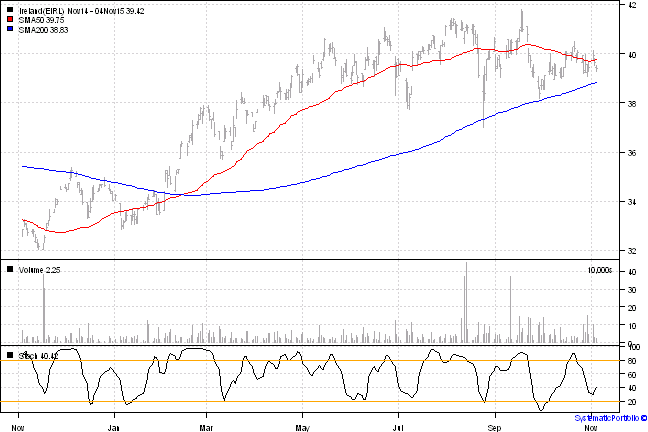 Ireland(EIRL) Nov14 - 04Nov15 39.42
SMA50 39.75
SMA200 38.83
42
40
38
36
34
32
Volume 2.25
10,000s
40
30
20
10
0
Stoch 40.42
100
80
60
40
20
Nov Jan Mar May Jul Sep Nov
SystematicPortfolio ©